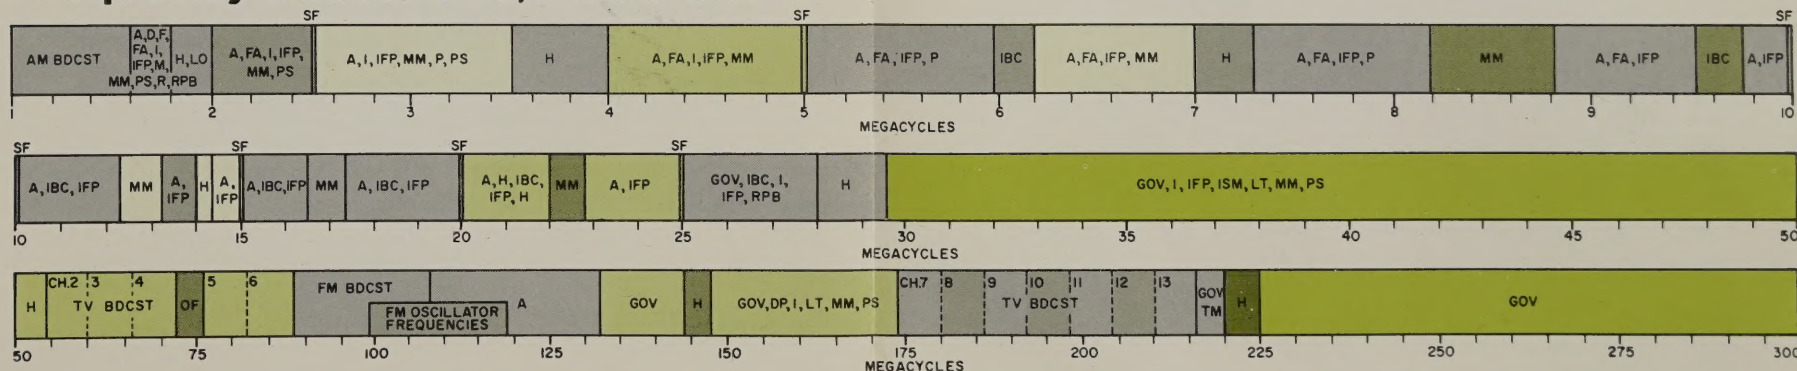 SF SF SF
AM BDCST
A,D,F,
FA,I,
IFP,M,
MM,PS,R,RPB
H,LO
A,FA,I,IFP,
MM,PS
A,I,IFP,MM,P,PS
H
A,FA,I,IFP,MM
A,FA,IFP,P
IBC
A,FA,IFP,MM
H
A,FA,IFP,P
MM
A,FA,IFP
IBC
A,IFP
1 2 3 4 5 6 7 8 9 10
MEGACYCLES
SF SF SF SF
A,IBC,IFP
MM
A,
IFP
H
A,
IFP
A,IBC,IFP
MM
A,IBC,IFP
A,H,IBC,
IFP,H
MM
A,IFP
GOV,IBC,I,
IFP,RPB
H
GOV,I,IFP,ISM,LT,MM,PS
10 15 20 25 30 35 40 45 50
MEGACYCLES
H
CH.2 3 4
TV BDCST
OF
5 6
FM BDCST
FM OSCILLATOR
FREQUENCIES
A
GOV
H
GOV,DP,I,LT,MM,PS
CH.7 8 9 10 11 12 13
TV BDCST
GOV
TM
H
GOV
50 75 100 125 150 175 200 225 250 275 300
MEGACYCLES